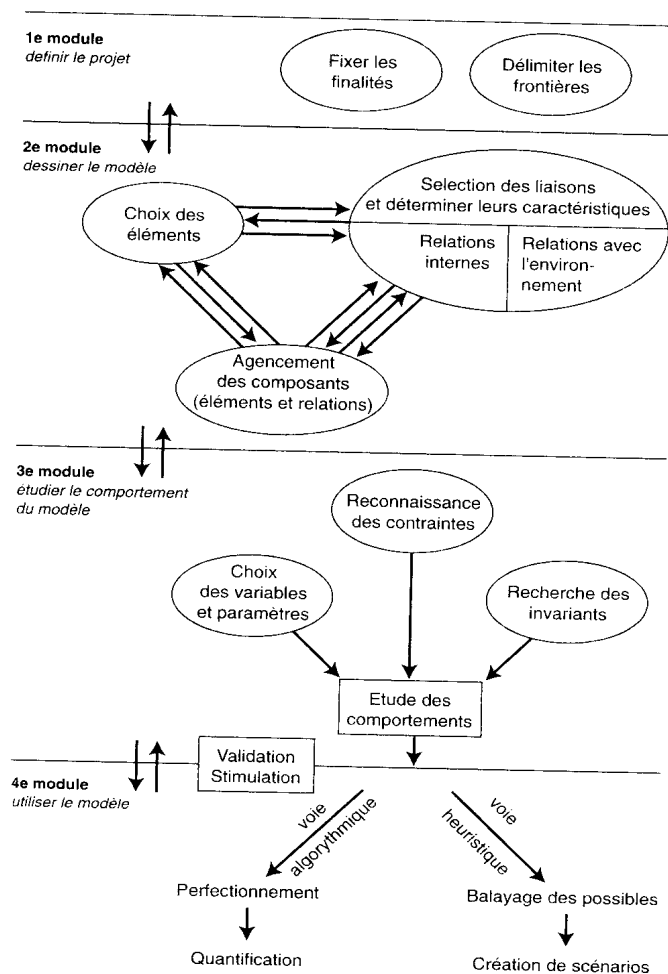 1e module
definir le projet
Fixer les
finalités
Délimiter les
frontières
2e module
dessiner le modèle
Choix des
éléments
Selection des liaisons
et déterminer leurs caractéristiques
Relations
internes
Relations avec
l'environ-
nement
Agencement
des composants
(éléments et relations)
3e module
étudier le comportement
du modèle
Reconnaissance
des contraintes
Choix
des variables
et paramètres
Recherche des
invariants
Etude des
comportements
Validation
Stimulation
4e module
utiliser le modèle
voie
algorythmique
voie
heuristique
Perfectionnement
Balayage des possibles
Quantification
Création de scénarios